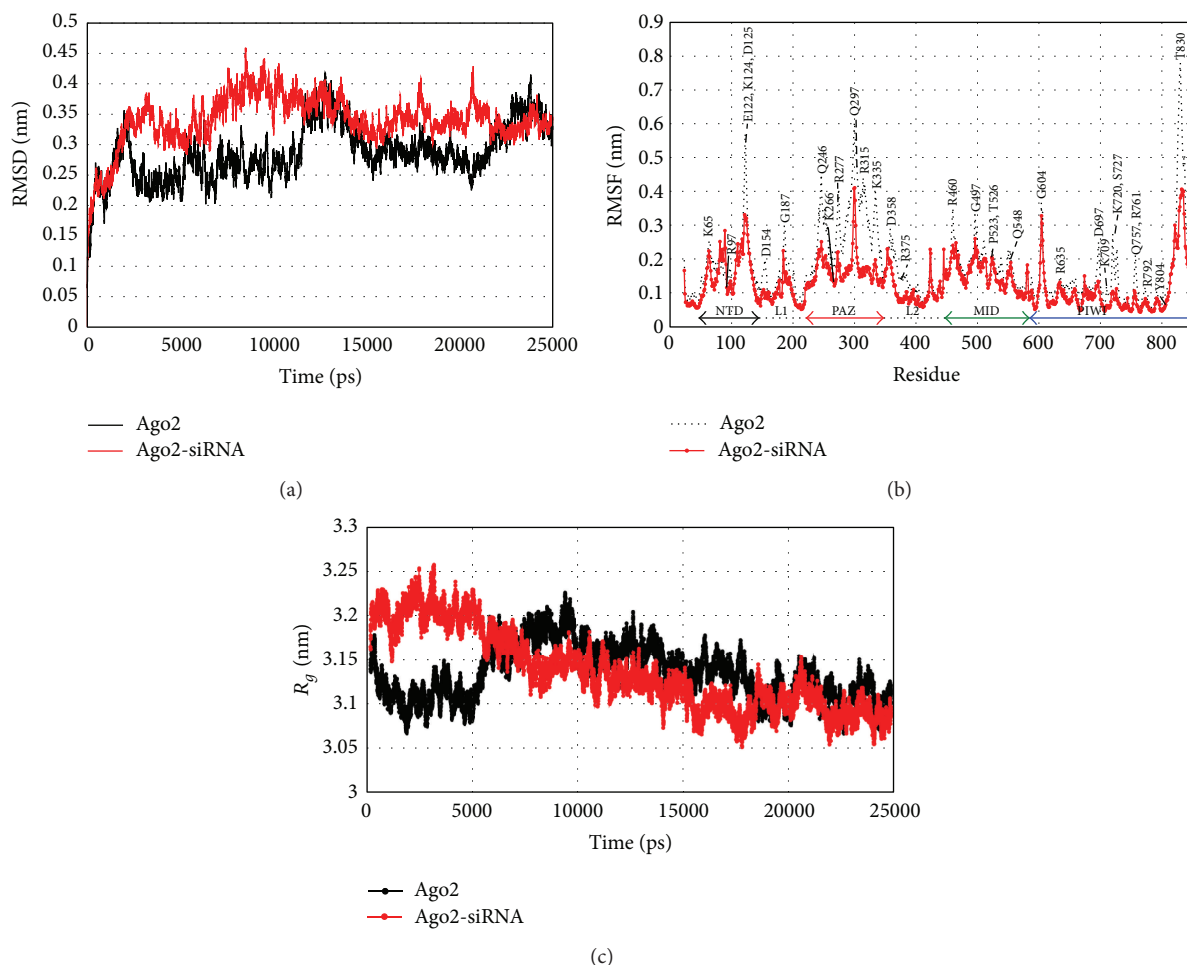 0.5
0.45
0.4
0.35
0.3
0.25
0.2
0.15
0.1
0.05
0
RMSD (nm)
0 5000 10000 15000 20000 25000
Time (ps)
Ago2
Ago2-siRNA
(a)
0.9
0.8
0.7
0.6
0.5
0.4
0.3
0.2
0.1
0
RMSF (nm)
K65
R97
E122, K124, D125
D154
G187
Q246
K266
R277
Q297
R315
K335
D358
R375
R460
G497
P523, T526
Q548
G604
R635
D697
K709
K720, S727
Q757, R761
R792
Y804
T830
NTD L1 PAZ L2 MID PIWI
0 100 200 300 400 500 600 700 800
Residue
Ago2
Ago2-siRNA
(b)
3.3
3.25
3.2
3.15
3.1
3.05
3
Rg (nm)
0 5000 10000 15000 20000 25000
Time (ps)
Ago2
Ago2-siRNA
(c)